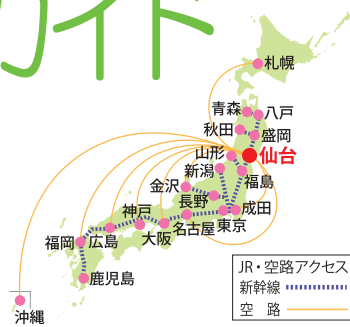 ガイド
札幌
青森
八戸
秋田
盛岡
山形
仙台
新潟
福島
金沢
長野
成田
神戸
東京
名古屋
大阪
福岡
広島
鹿児島
沖縄
JR・空路アクセス
新幹線
空 路